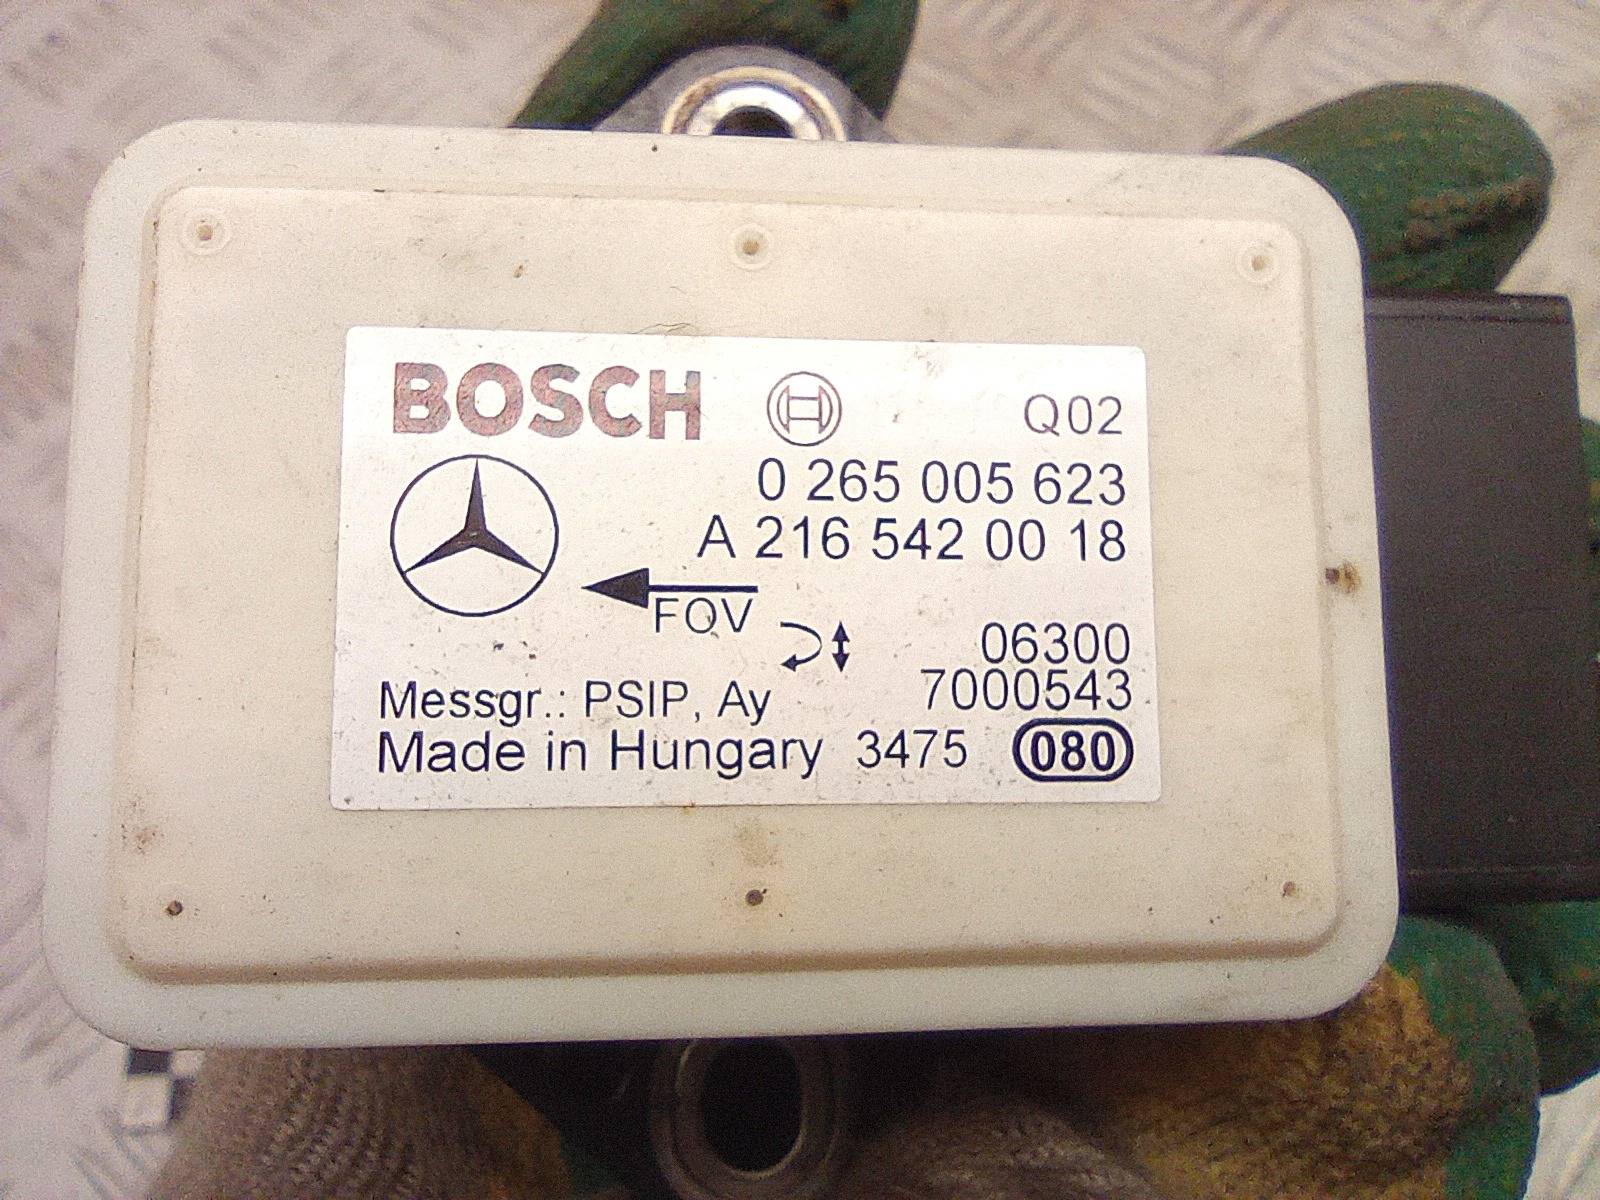 BOSCH
Q02
0 265 005 623
A 216 542 00 18
FOV
06300
7000543
Messgr.: PSIP, Ay
Made in Hungary 3475 080